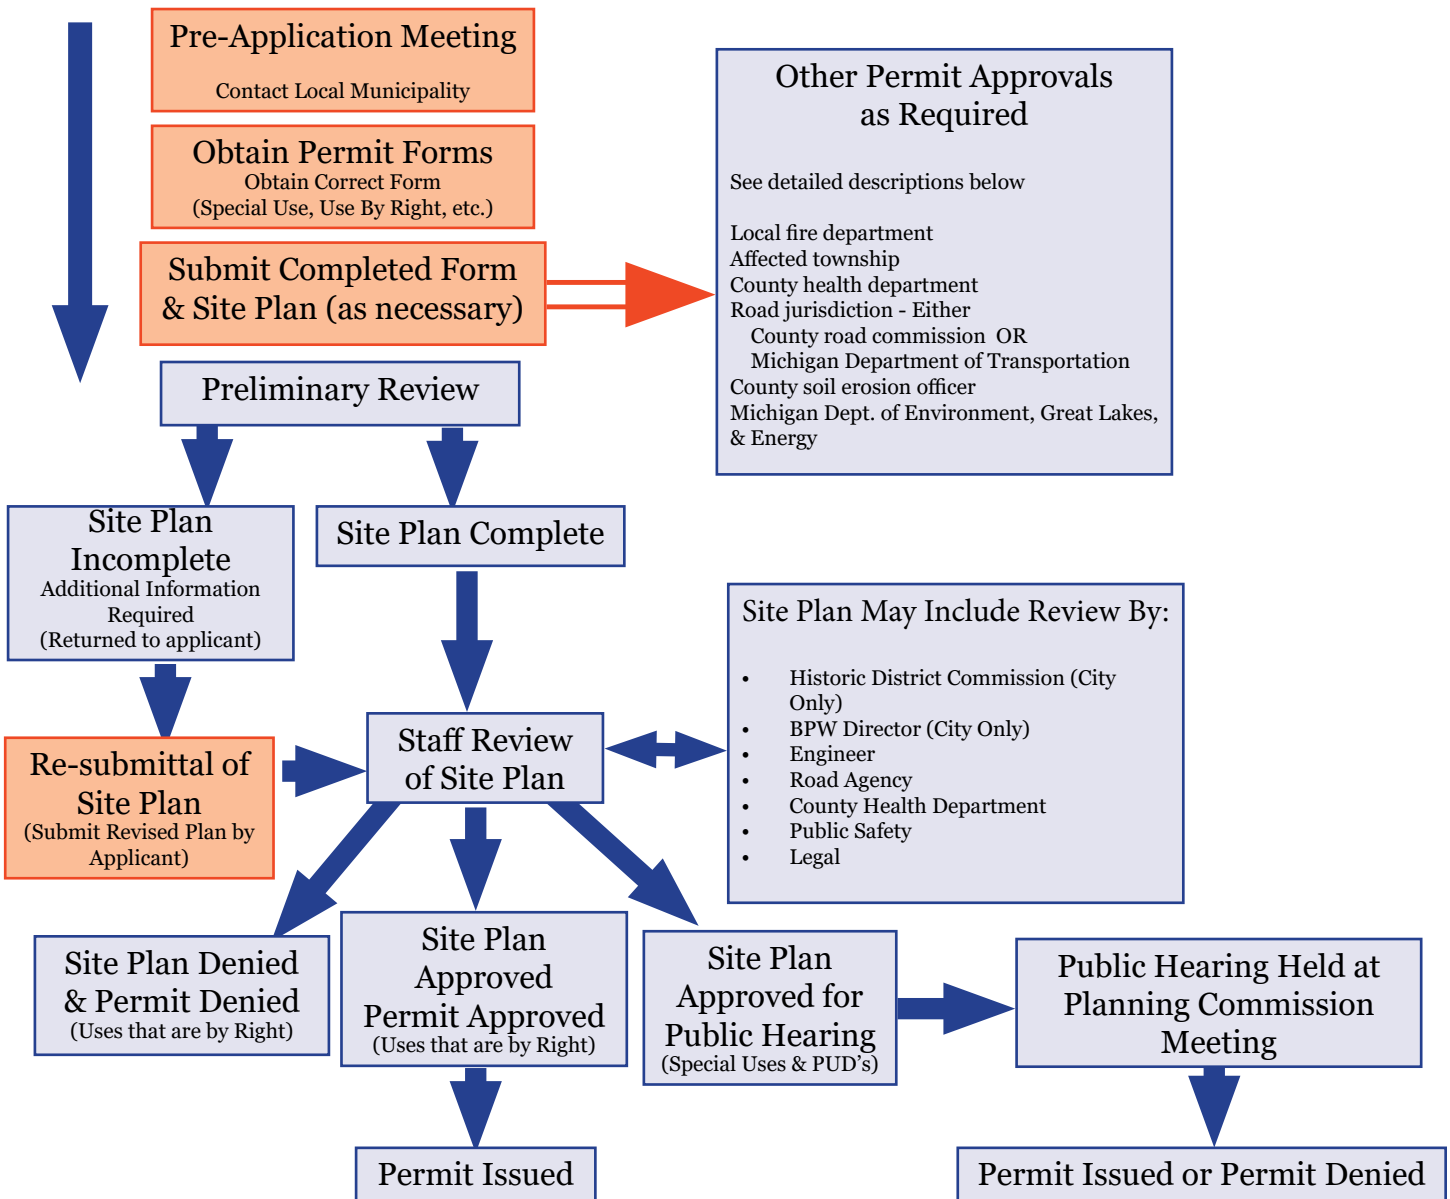 Pre-Application Meeting
Contact Local Municipality
Obtain Permit Forms
Obtain Correct Form
(Special Use, Use By Right, etc.)
Submit Completed Form
& Site Plan (as necessary)
Other Permit Approvals
as Required
See detailed descriptions below
Local fire department
Affected township
County health department
Road jurisdiction - Either
County road commission OR
Michigan Department of Transportation
County soil erosion officer
Michigan Dept. of Environment, Great Lakes,
& Energy
Preliminary Review
Site Plan
Incomplete
Additional Information
Required
(Returned to applicant)
Site Plan Complete
Re-submittal of
Site Plan
(Submit Revised Plan by
Applicant)
Staff Review
of Site Plan
Site Plan May Include Review By:
• Historic District Commission (City
Only)
• BPW Director (City Only)
• Engineer
• Road Agency
• County Health Department
• Public Safety
• Legal
Site Plan Denied
& Permit Denied
(Uses that are by Right)
Site Plan
Approved
Permit Approved
(Uses that are by Right)
Site Plan
Approved for
Public Hearing
(Special Uses & PUD's)
Public Hearing Held at
Planning Commission
Meeting
Permit Issued
Permit Issued or Permit Denied